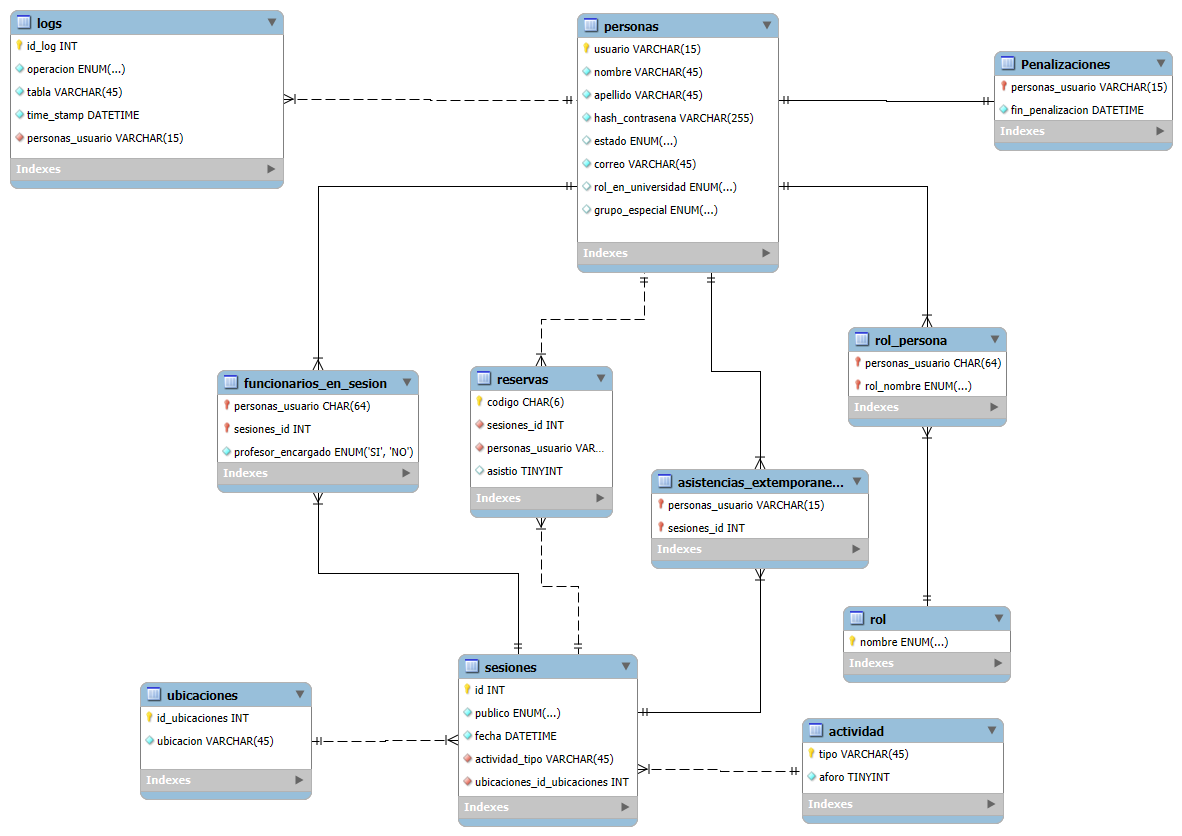 logs
id_log INT
operacion ENUM(...)
tabla VARCHAR(45)
time_stamp DATETIME
personas_usuario VARCHAR(15)
Indexes
personas
usuario VARCHAR(15)
nombre VARCHAR(45)
apellido VARCHAR(45)
hash_contrasena VARCHAR(255)
estado ENUM(...)
correo VARCHAR(45)
rol_en_universidad ENUM(...)
grupo_especial ENUM(...)
Indexes
Penalizaciones
personas_usuario VARCHAR(15)
fin_penalizacion DATETIME
Indexes
funcionarios_en_sesion
personas_usuario CHAR(64)
sesiones_id INT
profesor_encargado ENUM('SI', 'NO')
Indexes
reservas
codigo CHAR(6)
sesiones_id INT
personas_usuario VAR...
asistio TINYINT
Indexes
rol_persona
personas_usuario CHAR(64)
rol_nombre ENUM(...)
Indexes
asistencias_extemporane...
personas_usuario VARCHAR(15)
sesiones_id INT
Indexes
rol
nombre ENUM(...)
Indexes
ubicaciones
id_ubicaciones INT
ubicacion VARCHAR(45)
Indexes
sesiones
id INT
publico ENUM(...)
fecha DATETIME
actividad_tipo VARCHAR(45)
ubicaciones_id_ubicaciones INT
Indexes
actividad
tipo VARCHAR(45)
aforo TINYINT
Indexes